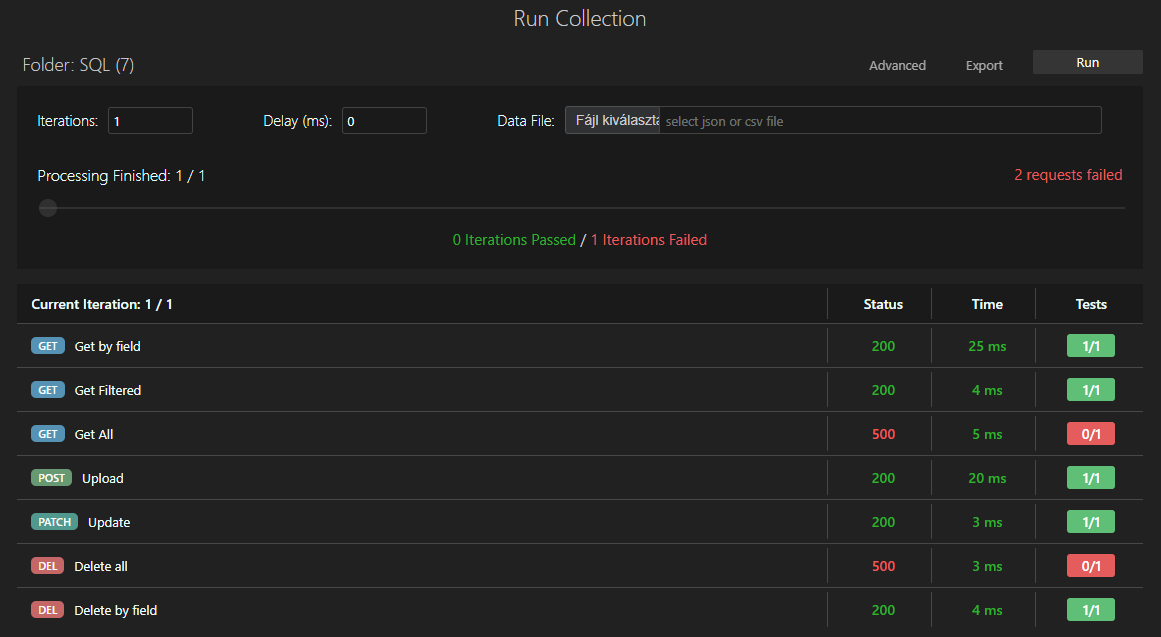 Run Collection
Folder: SQL (7)
Advanced
Export
Run
Iterations: 1
Delay (ms): 0
Data File: Fájl kiválaszta select json or csv file
Processing Finished: 1 / 1
2 requests failed
0 Iterations Passed / 1 Iterations Failed
Current Iteration: 1 / 1 Status Time Tests
GET Get by field 200 25 ms 1/1
GET Get Filtered 200 4 ms 1/1
GET Get All 500 5 ms 0/1
POST Upload 200 20 ms 1/1
PATCH Update 200 3 ms 1/1
DEL Delete all 500 3 ms 0/1
DEL Delete by field 200 4 ms 1/1